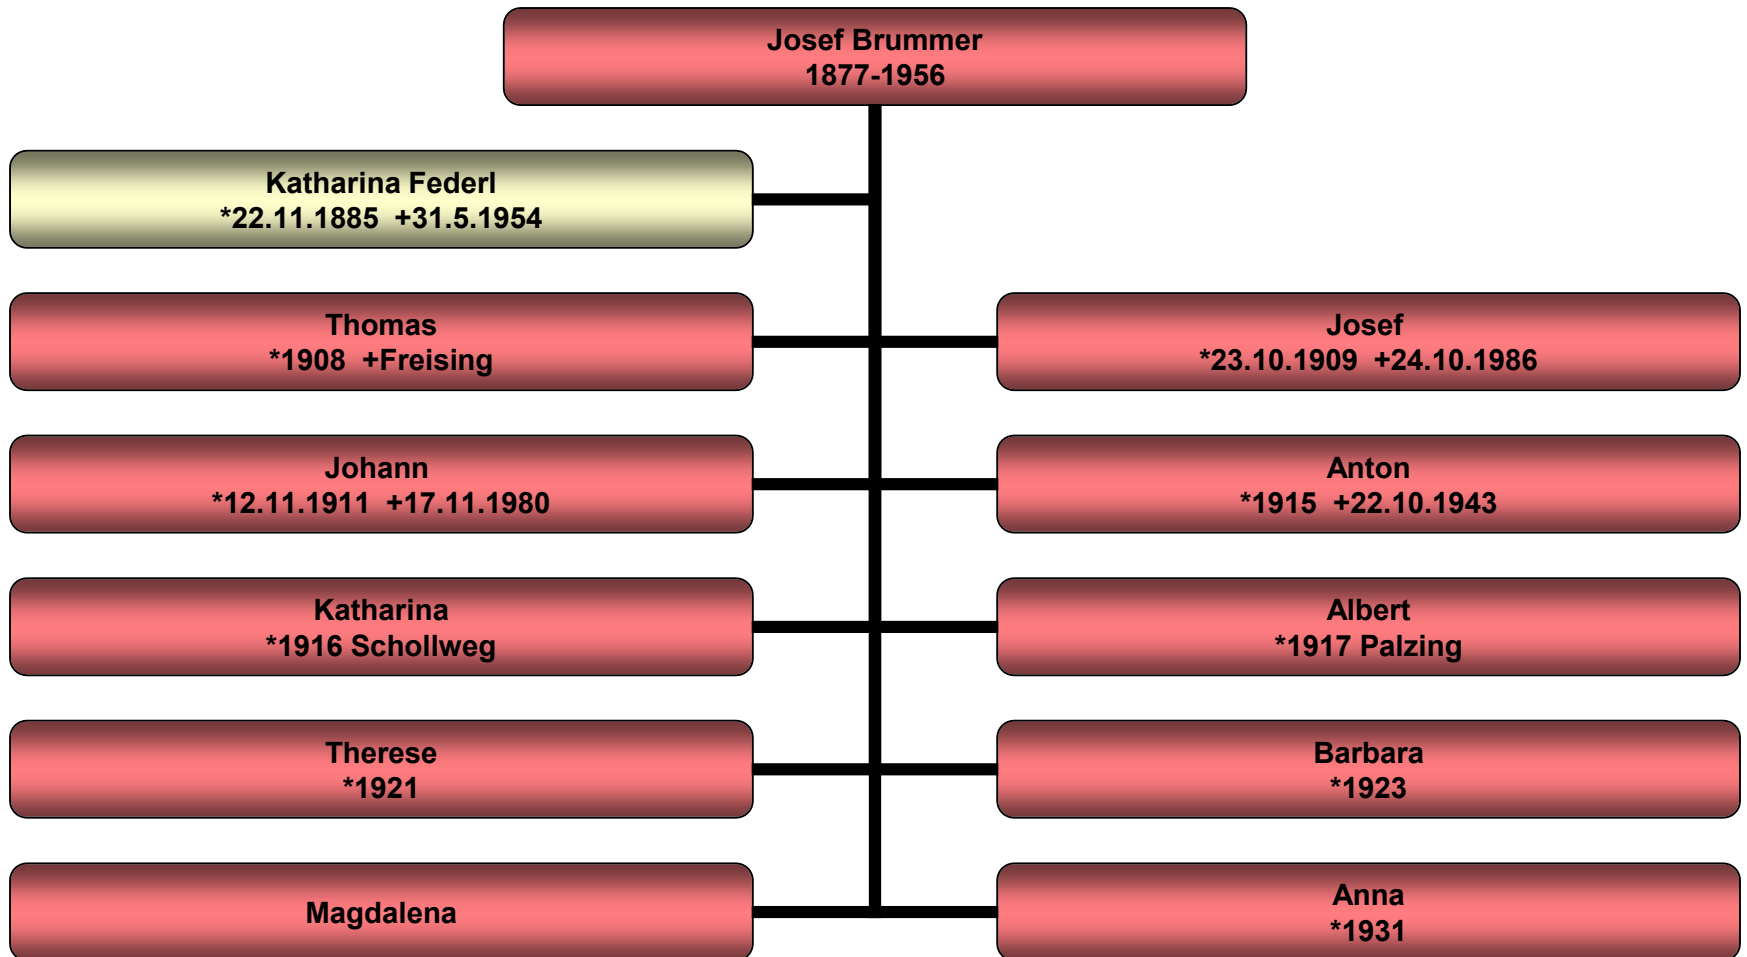 Josef Brummer
1877-1956
Katharina Federl
*22.11.1885  +31.5.1954
Thomas
*1908  +Freising
Josef
*23.10.1909  +24.10.1986
Johann
*12.11.1911  +17.11.1980
Anton
*1915  +22.10.1943
Katharina
*1916 Schollweg
Albert
*1917 Palzing
Therese
*1921
Barbara
*1923
Magdalena
Anna
*1931